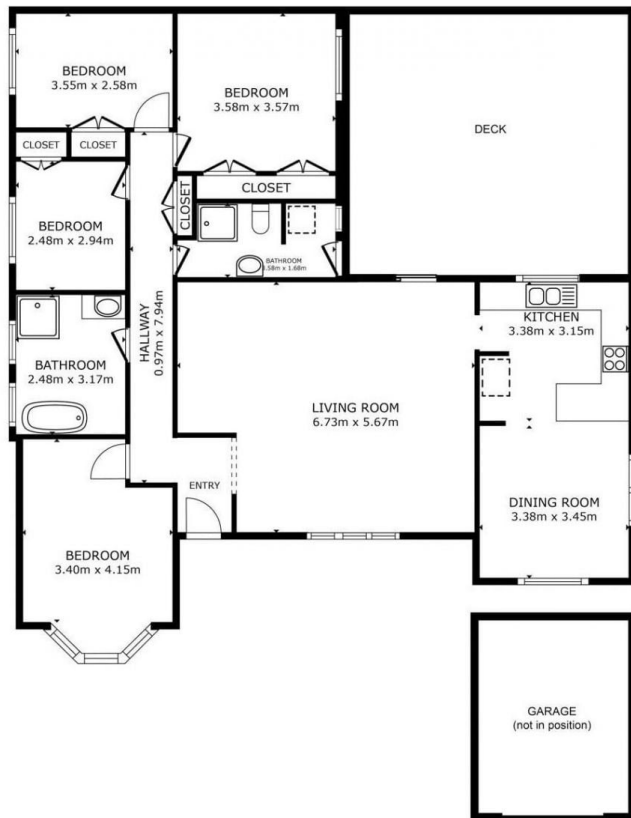 BEDROOM
3.55m x 2.58m
BEDROOM
3.58m x 3.57m
DECK
CLOSET
CLOSET
CLOSET
CLOSET
BEDROOM
2.48m x 2.94m
BATHROOM
x 1.68m
HALLWAY
0.97m x 7.94m
KITCHEN
3.38m x 3.15m
BATHROOM
2.48m x 3.17m
LIVING ROOM
6.73m x 5.67m
ENTRY
DINING ROOM
3.38m x 3.45m
BEDROOM
3.40m x 4.15m
GARAGE
(not in position)